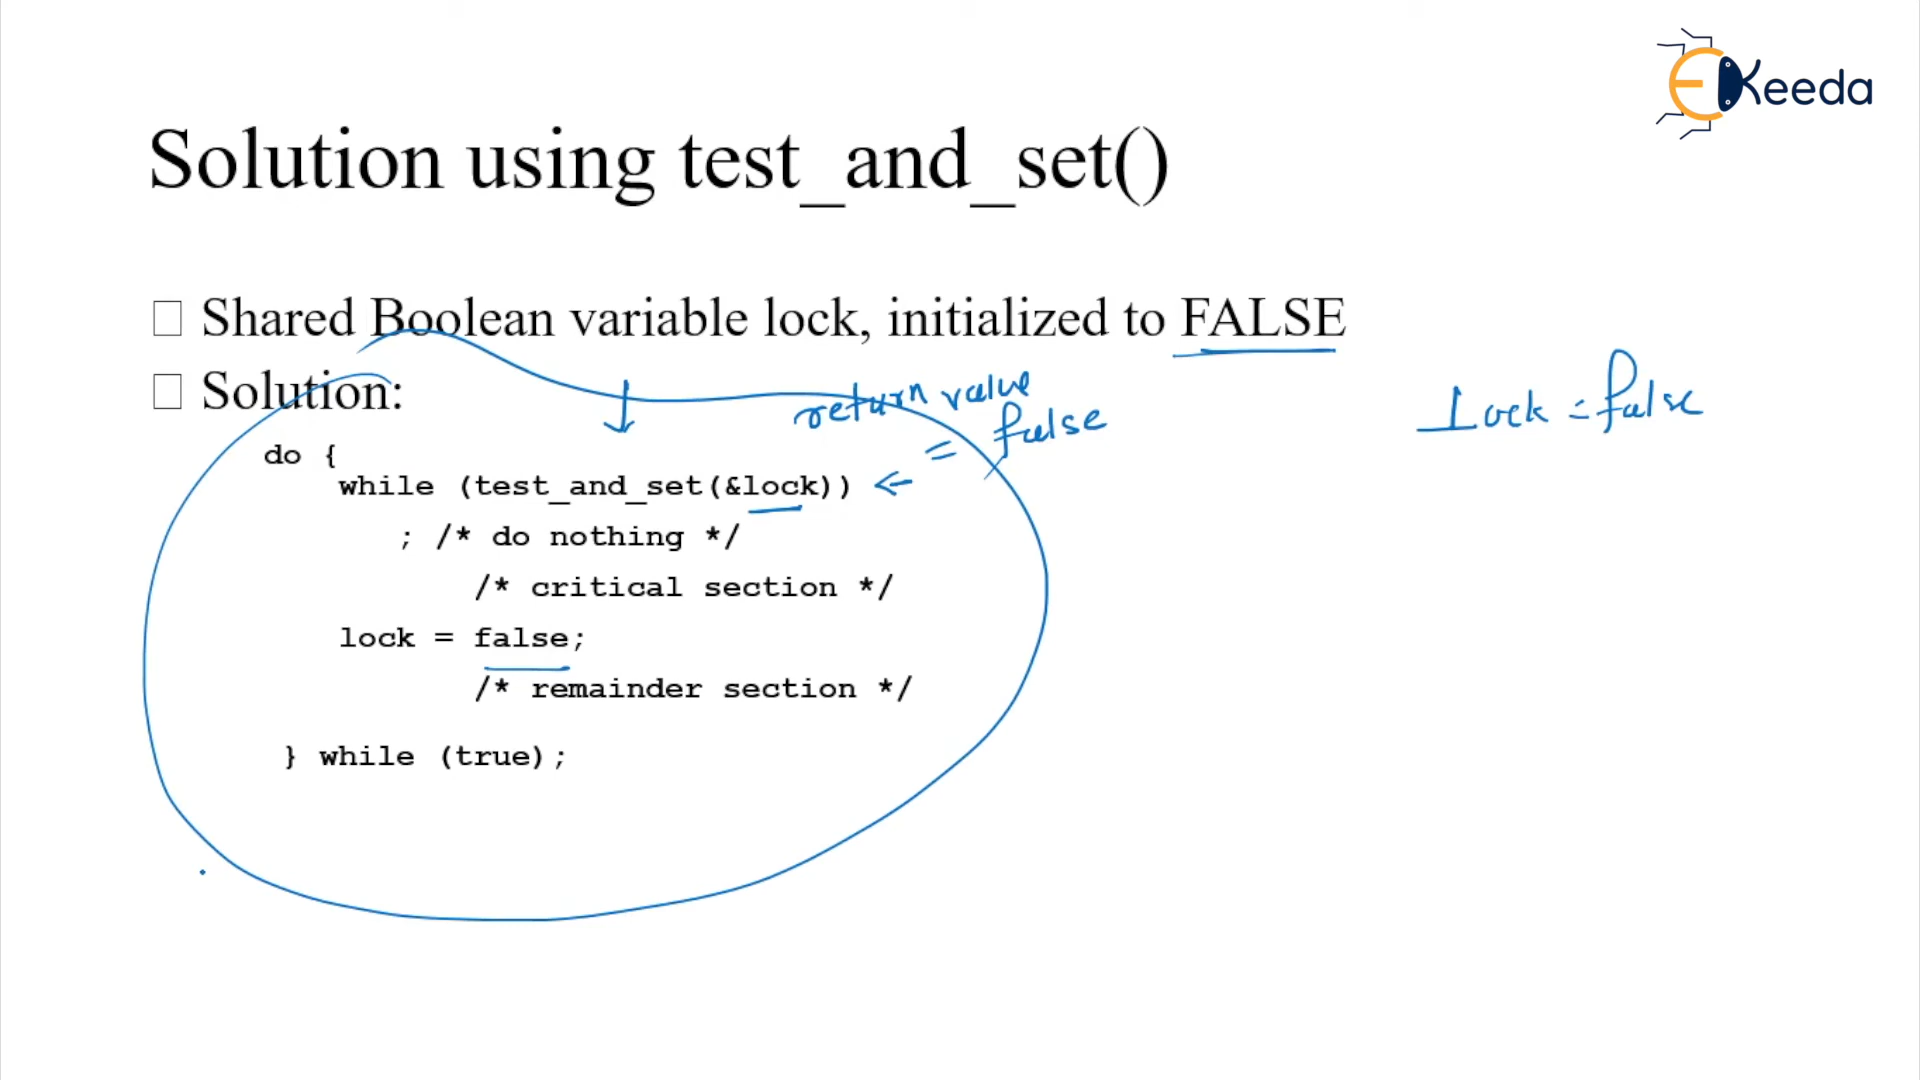 EKeeda
Solution using test_and_set()
Shared Boolean variable lock, initialized to FALSE
Solution:
return value
= false
Lock = false
do {
while (test_and_set(&lock)) ←
; /* do nothing */
/* critical section */
lock = false;
/* remainder section */
} while (true);